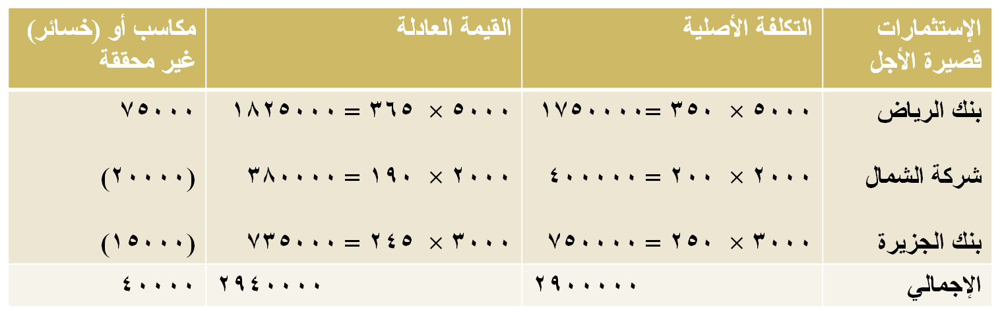 الإستثمارات قصيرة الأجل | التكلفة الأصلية | القيمة العادلة | مكاسب أو (خسائر) غير محققة
بنك الرياض | ٥٠٠٠ × ٣٥٠ =١٧٥٠٠٠٠ | ٥٠٠٠ × ٣٦٥ = ١٨٢٥٠٠٠ | ٧٥٠٠٠
شركة الشمال | ٢٠٠٠ × ٢٠٠ = ٤٠٠٠٠٠ | ٢٠٠٠ × ١٩٠ = ٣٨٠٠٠٠ | (٢٠٠٠٠)
بنك الجزيرة | ٣٠٠٠ × ٢٥٠ = ٧٥٠٠٠٠ | ٣٠٠٠ × ٢٤٥ = ٧٣٥٠٠٠ | (١٥٠٠٠)
الإجمالي | ٢٩٠٠٠٠٠ | ٢٩٤٠٠٠٠ | ٤٠٠٠٠